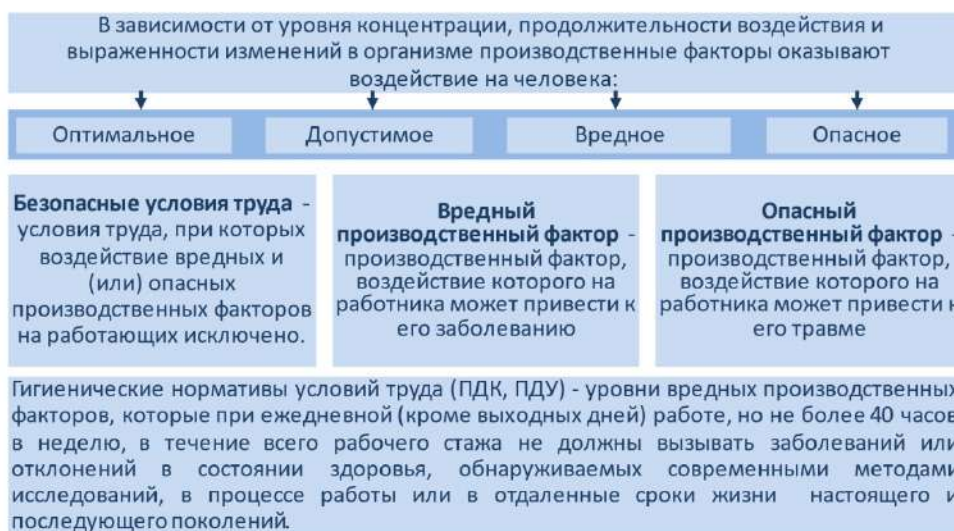 В зависимости от уровня концентрации, продолжительности воздействия и
выраженности изменений в организме производственные факторы оказывают
воздействие на человека:
Оптимальное
Допустимое
Вредное
Опасное
Безопасные условия труда -
условия труда, при которых
воздействие вредных и
(или) опасных
производственных факторов
на работающих исключено.
Вредный
производственный фактор -
производственный фактор,
воздействие которого на
работника может привести к
его заболеванию
Опасный
производственный фактор -
производственный фактор,
воздействие которого на
работника может привести к
его травме
Гигиенические нормативы условий труда (ПДК, ПДУ) - уровни вредных производственных
факторов, которые при ежедневной (кроме выходных дней) работе, но не более 40 часов
в неделю, в течение всего рабочего стажа не должны вызывать заболеваний или
отклонений в состоянии здоровья, обнаруживаемых современными методами
исследований, в процессе работы или в отдаленные сроки жизни настоящего и
последующего поколений.